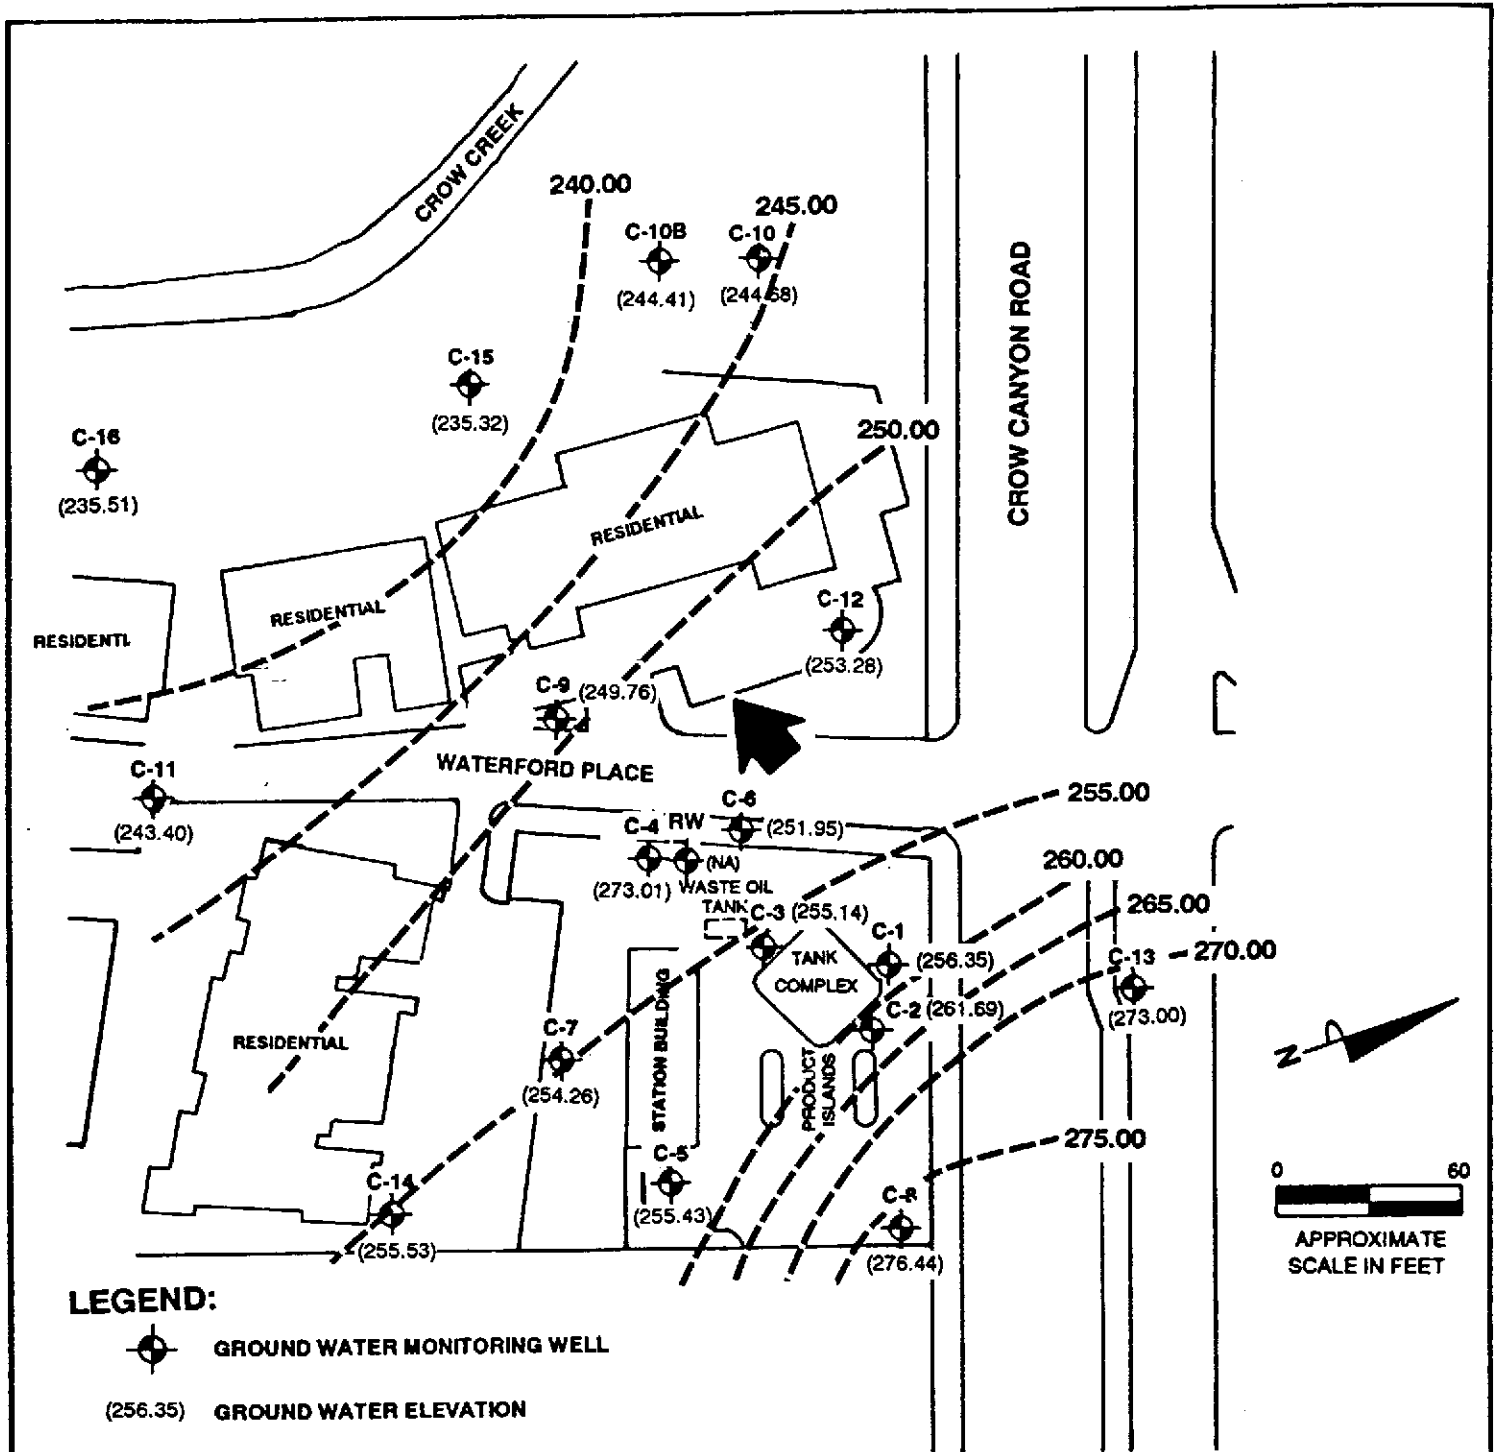 CROW CREEK
240.00
245.00
C-10B
C-10
(244.41)
(244.68)
CROW CANYON ROAD
C-15
(235.32)
C-16
(235.51)
250.00
RESIDENTIAL
RESIDENTIAL
RESIDENTI
C-12
(253.28)
C-9
(249.76)
WATERFORD PLACE
C-11
(243.40)
255.00
C-6
(251.95)
C-4
RW
(NA)
(273.01)
WASTE OIL
TANK
260.00
265.00
270.00
C-3 (255.14)
C-1
(256.35)
TANK
COMPLEX
C-13
(273.00)
C-2 (261.69)
STATION BUILDING
PRODUCT
ISLANDS
RESIDENTIAL
C-7
(254.26)
N
275.00
C-5
(255.43)
C-14
(255.53)
C-8
(276.44)
0 60
APPROXIMATE
SCALE IN FEET
LEGEND:
GROUND WATER MONITORING WELL
(256.35) GROUND WATER ELEVATION